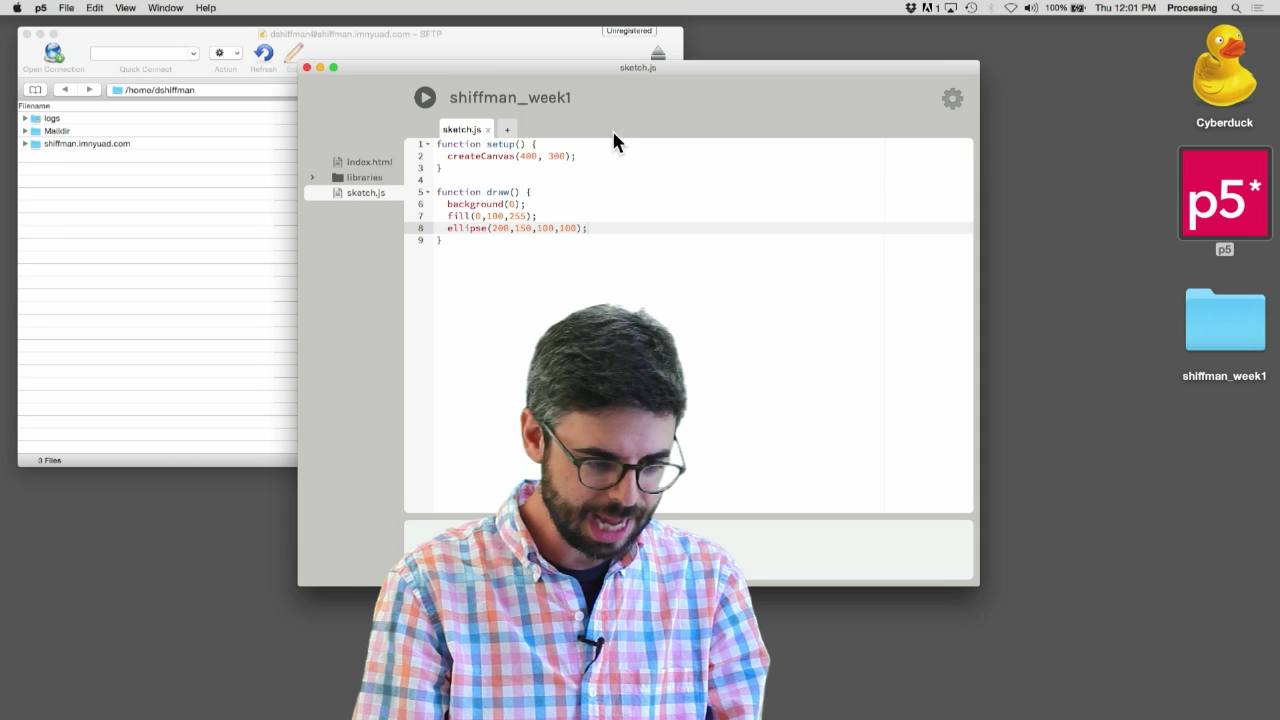 p5 File Edit View Window Help
1 100% Thu 12:01 PM Processing
dshiffman@shiffman.imnyuad.com – SFTP
Unregistered
Open Connection Quick Connect Action Refresh
/home/dshiffman
Filename
logs
Maildir
shiffman.imnyuad.com
3 Files
sketch.js
shiffman_week1
sketch.js × +
index.html
libraries
sketch.js
1 function setup() {
2 createCanvas(400, 300);
3 }
4
5 function draw() {
6 background(0);
7 fill(0,100,255);
8 ellipse(200,150,100,100);
9 }
Cyberduck
p5*
p5
shiffman_week1